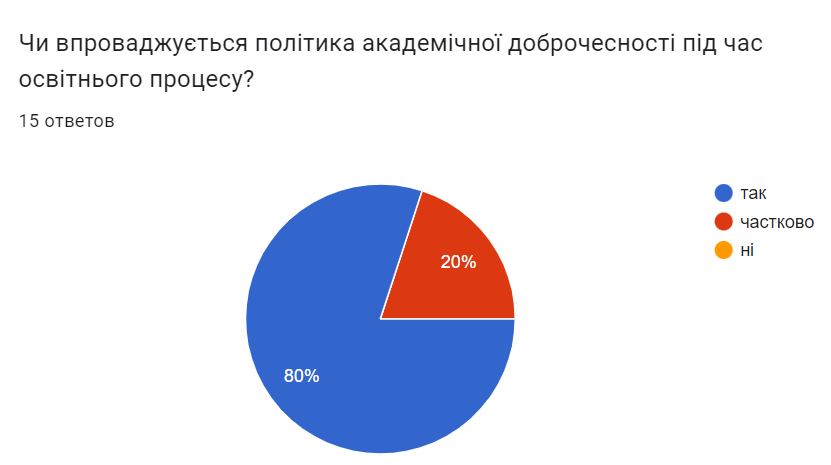 Чи впроваджується політика академічної доброчесності під час
освітнього процесу?
15 ответов
так
частково
ні
20%
80%